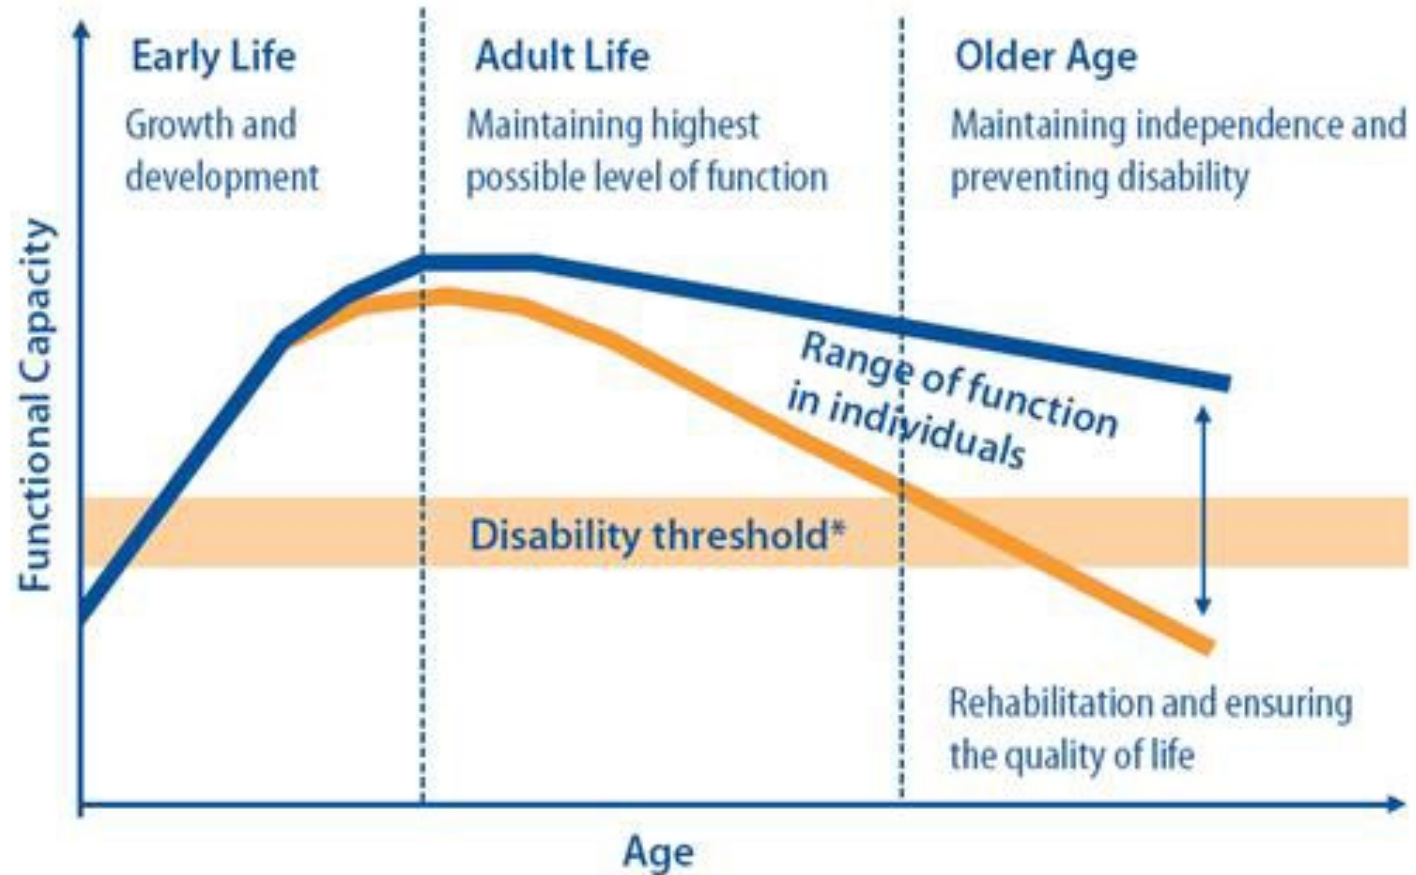 Early Life
Growth and
development
Adult Life
Maintaining highest
possible level of function
Older Age
Maintaining independence and
preventing disability
Functional Capacity
Range of function
in individuals
Disability threshold*
Rehabilitation and ensuring
the quality of life
Age